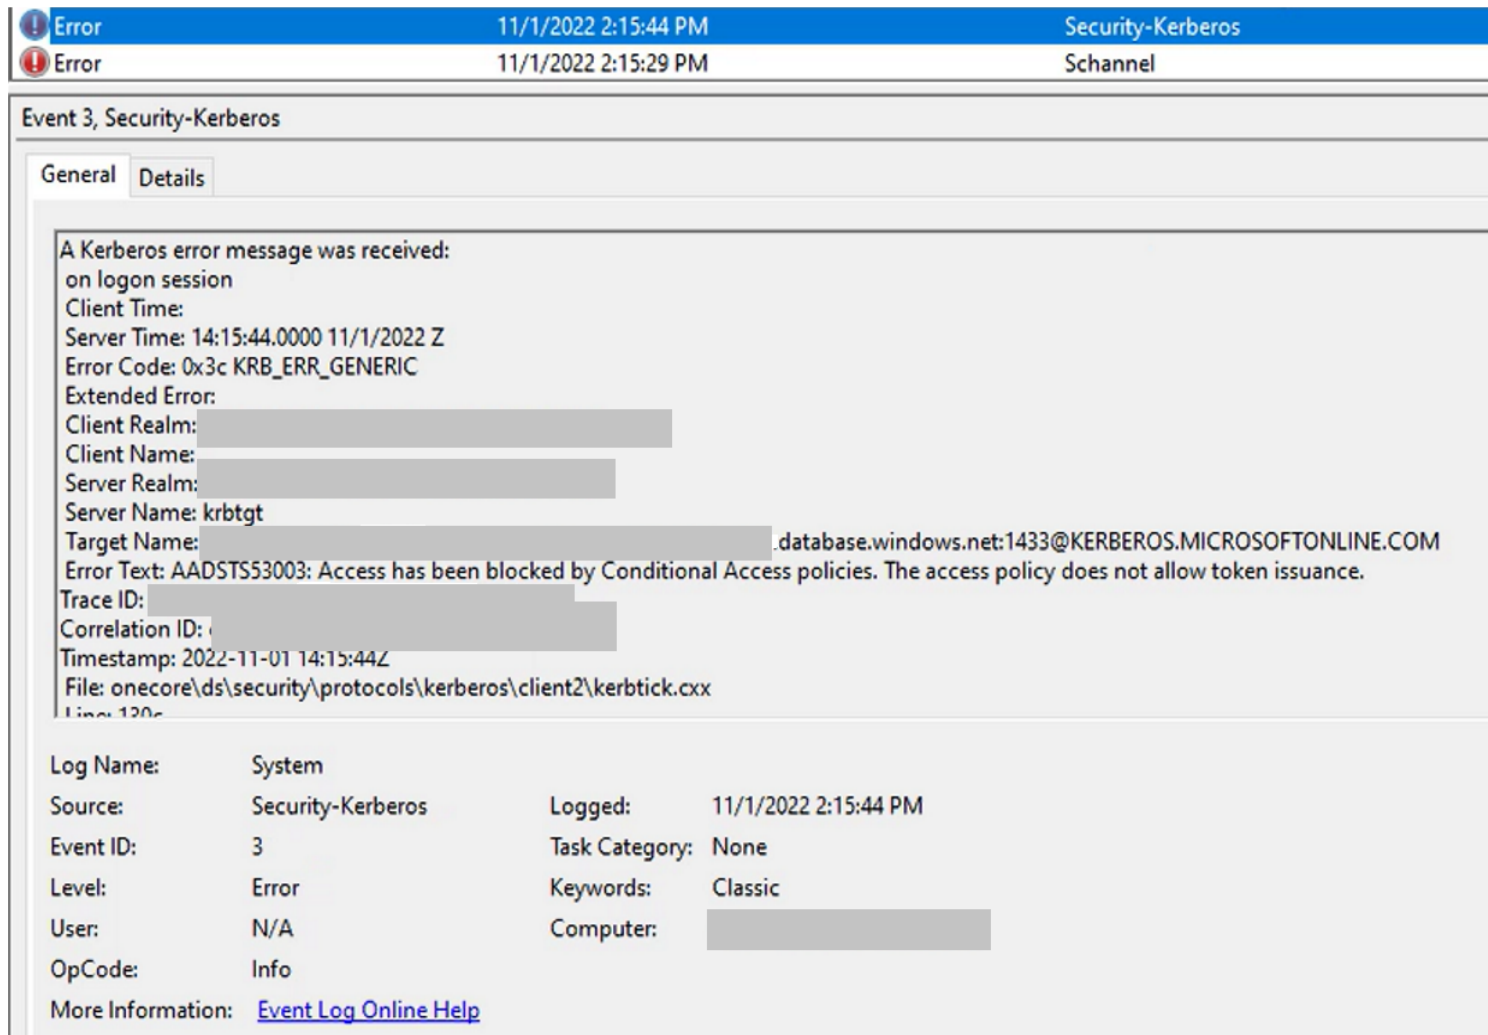 Error 11/1/2022 2:15:44 PM Security-Kerberos
Error 11/1/2022 2:15:29 PM Schannel
Event 3, Security-Kerberos
General Details
A Kerberos error message was received:
on logon session
Client Time:
Server Time: 14:15:44.0000 11/1/2022 Z
Error Code: 0x3c KRB_ERR_GENERIC
Extended Error:
Client Realm:
Client Name:
Server Realm:
Server Name: krbtgt
Target Name: .database.windows.net:1433@KERBEROS.MICROSOFTONLINE.COM
Error Text: AADSTS53003: Access has been blocked by Conditional Access policies. The access policy does not allow token issuance.
Trace ID:
Correlation ID:
Timestamp: 2022-11-01 14:15:44Z
File: onecore\ds\security\protocols\kerberos\client2\kerbtick.cxx
Log Name: System
Source: Security-Kerberos Logged: 11/1/2022 2:15:44 PM
Event ID: 3 Task Category: None
Level: Error Keywords: Classic
User: N/A Computer:
OpCode: Info
More Information: Event Log Online Help